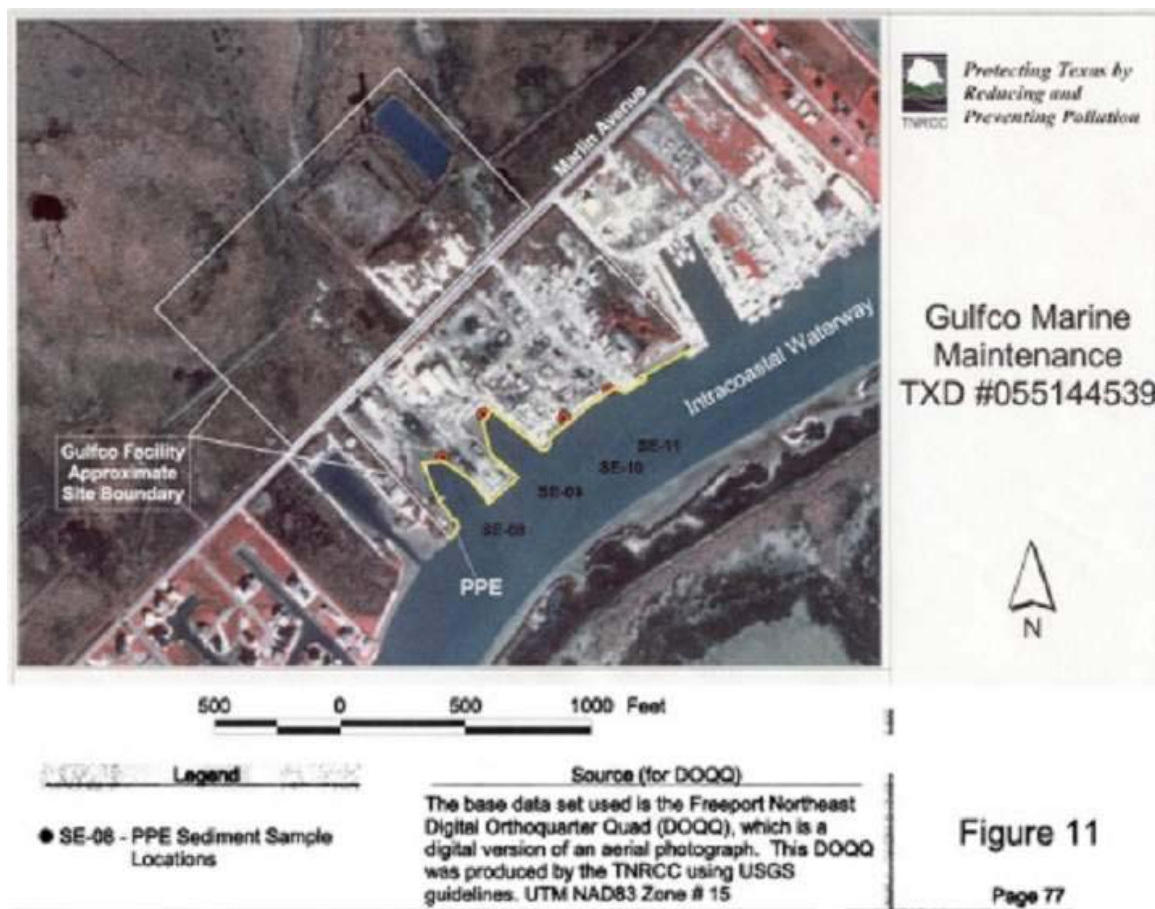 Protecting Texas by
Reducing and
Preventing Pollution
TNRCC
Marlin Avenue
Gulfco Marine
Maintenance
TXD #055144539
Intracoastal Waterway
Gulfco Facility
Approximate
Site Boundary
SE-11
SE-10
SE-09
SE-08
PPE
N
500 0 500 1000 Feet
Legend
● SE-08 - PPE Sediment Sample
Locations
Source (for DOQQ)
The base data set used is the Freeport Northeast
Digital Orthoquarter Quad (DOQQ), which is a
digital version of an aerial photograph. This DOQQ
was produced by the TNRCC using USGS
guidelines. UTM NAD83 Zone # 15
Figure 11
Page 77